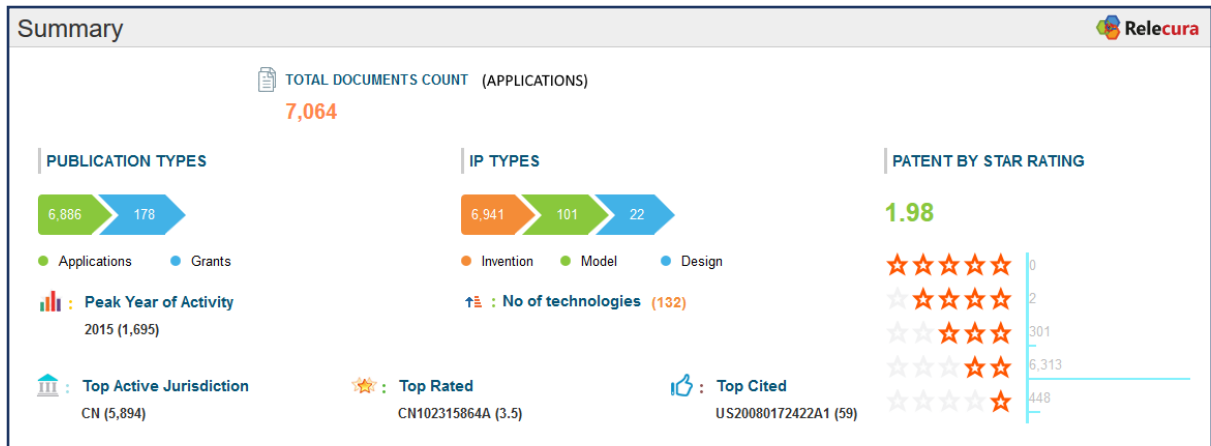 Summary
Relecura
TOTAL DOCUMENTS COUNT (APPLICATIONS)
7,064
PUBLICATION TYPES
6,886 178
Applications Grants
Peak Year of Activity
2015 (1,695)
IP TYPES
6,941 101 22
Invention Model Design
: No of technologies (132)
PATENT BY STAR RATING
1.98
0
2
301
6,313
448
: Top Active Jurisdiction
CN (5,894)
: Top Rated
CN102315864A (3.5)
: Top Cited
US20080172422A1 (59)